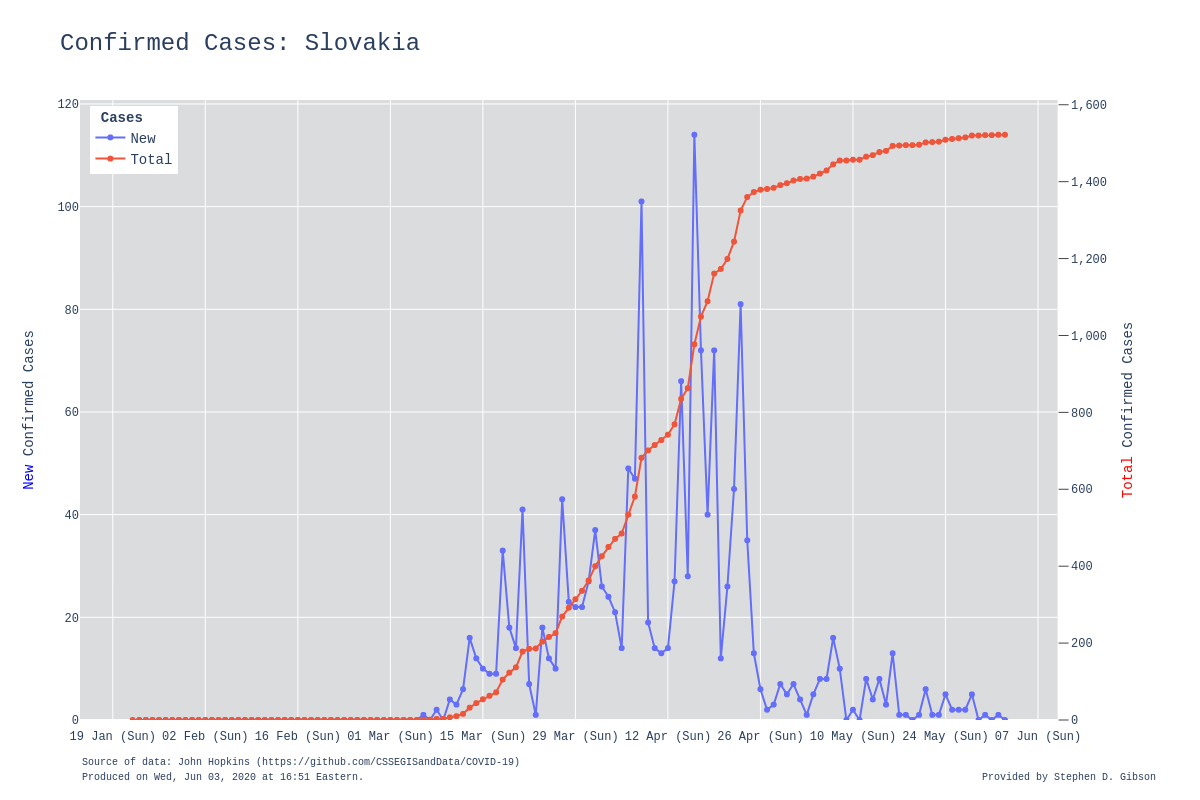 Confirmed Cases: Slovakia
Cases
New
Total
120
100
80
60
40
20
0
1,600
1,400
1,200
1,000
800
600
400
200
0
New Confirmed Cases
Total Confirmed Cases
19 Jan (Sun) 02 Feb (Sun) 16 Feb (Sun) 01 Mar (Sun) 15 Mar (Sun) 29 Mar (Sun) 12 Apr (Sun) 26 Apr (Sun) 10 May (Sun) 24 May (Sun) 07 Jun (Sun)
Source of data: John Hopkins (https://github.com/CSSEGISandData/COVID-19)
Produced on Wed, Jun 03, 2020 at 16:51 Eastern.
Provided by Stephen D. Gibson